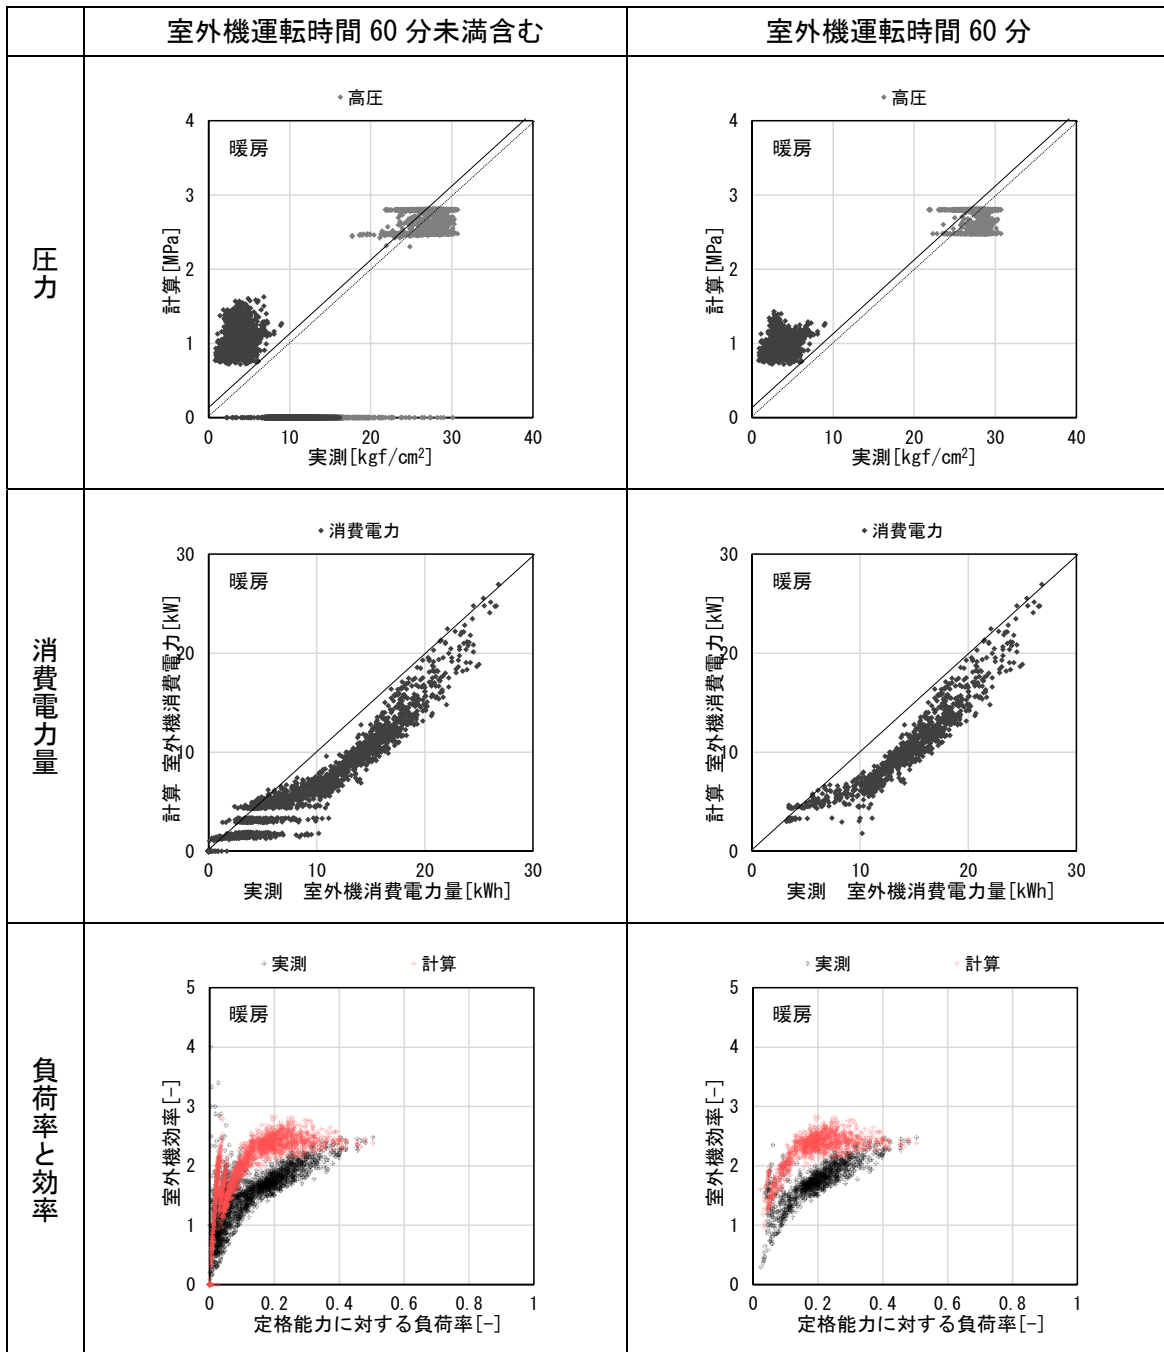 室外機運転時間 60 分未満含む
室外機運転時間 60 分
圧力
高圧
暖房
計算[MPa]
4
3
2
1
0
0 10 20 30 40
実測[kgf/cm²]
高圧
暖房
計算[MPa]
4
3
2
1
0
0 10 20 30 40
実測[kgf/cm²]
消費電力量
消費電力
暖房
計算 室外機消費電力[kW]
30
20
10
0
0 10 20 30
実測 室外機消費電力量[kWh]
消費電力
暖房
計算 室外機消費電力[kW]
30
20
10
0
0 10 20 30
実測 室外機消費電力量[kWh]
負荷率と効率
実測 計算
暖房
室外機効率[-]
5
4
3
2
1
0
0 0.2 0.4 0.6 0.8 1
定格能力に対する負荷率[-]
実測 計算
暖房
室外機効率[-]
5
4
3
2
1
0
0 0.2 0.4 0.6 0.8 1
定格能力に対する負荷率[-]